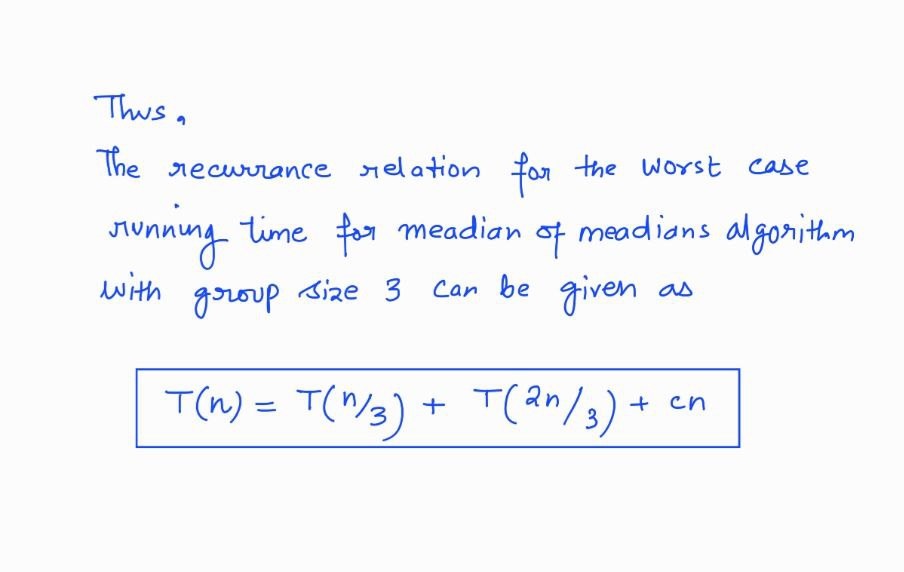 Thus,
The recurrance relation for the worst case
running time for meadian of meadians algorithm
with group size 3 can be given as
T(n) = T(n/3) + T(2n/3) + cn